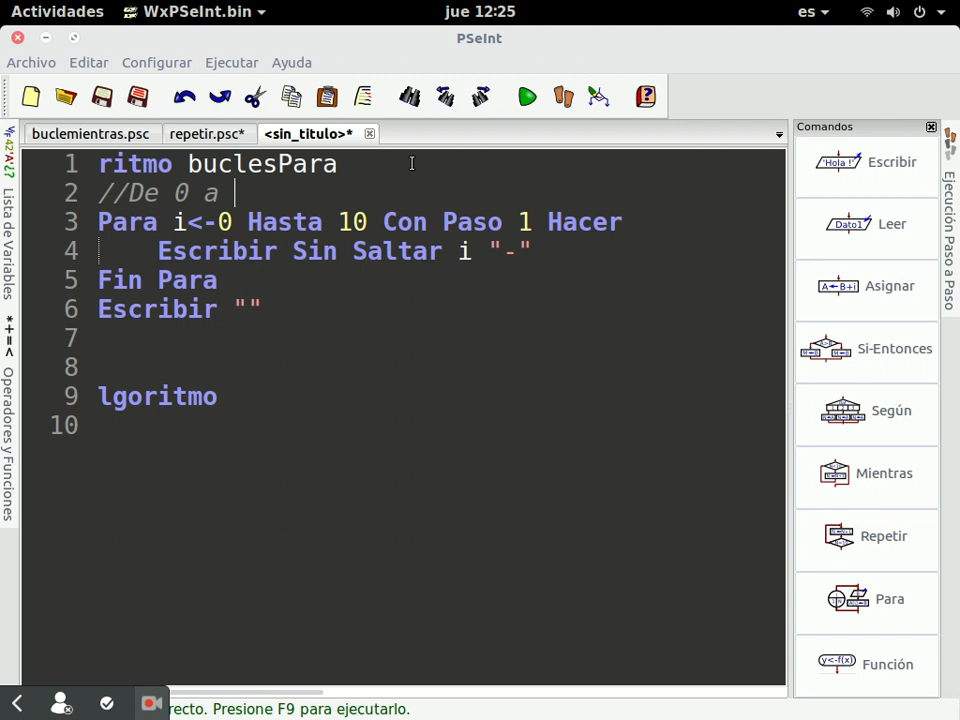 Actividades WxPSeInt.bin jue 12:25 es
PSeInt
Archivo Editar Configurar Ejecutar Ayuda
buclemientras.psc repetir.psc* <sin_titulo>*
Comandos
1 ritmo buclesPara
2 //De 0 a
3 Para i<-0 Hasta 10 Con Paso 1 Hacer
4 Escribir Sin Saltar i "-"
5 Fin Para
6 Escribir ""
7
8
9 lgoritmo
10
Lista de Variables
Operadores y Funciones
'Hola !' Escribir
Dato1 Leer
A←B+i Asignar
Si-Entonces
Según
Mientras
Repetir
Para
y<-f(x) Función
Ejecución Paso a Paso
recto. Presione F9 para ejecutarlo.